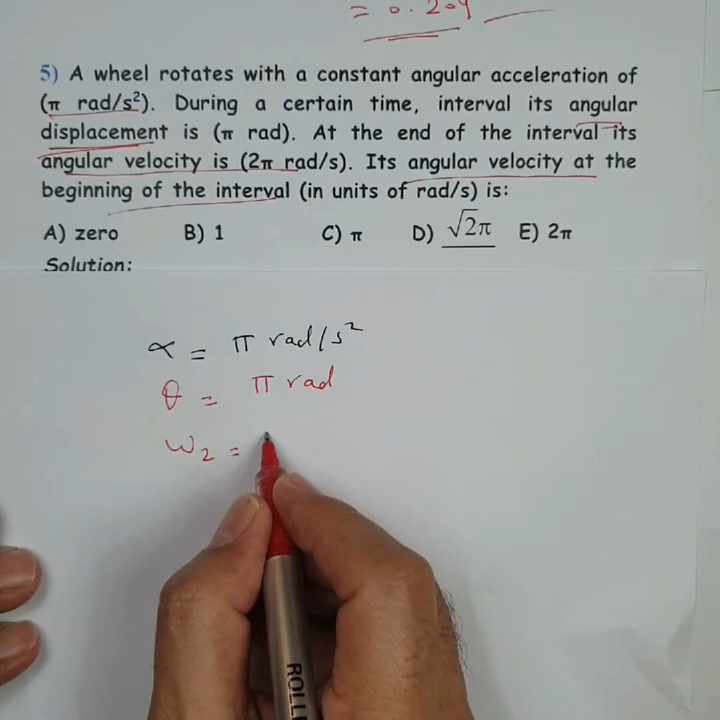 = 0.209
5) A wheel rotates with a constant angular acceleration of
(π rad/s²). During a certain time, interval its angular
displacement is (π rad). At the end of the interval its
angular velocity is (2π rad/s). Its angular velocity at the
beginning of the interval (in units of rad/s) is:
A) zero B) 1 C) π D) √2π E) 2π
Solution:
α = π rad/s²
θ = π rad
ω₂ =
ROLL